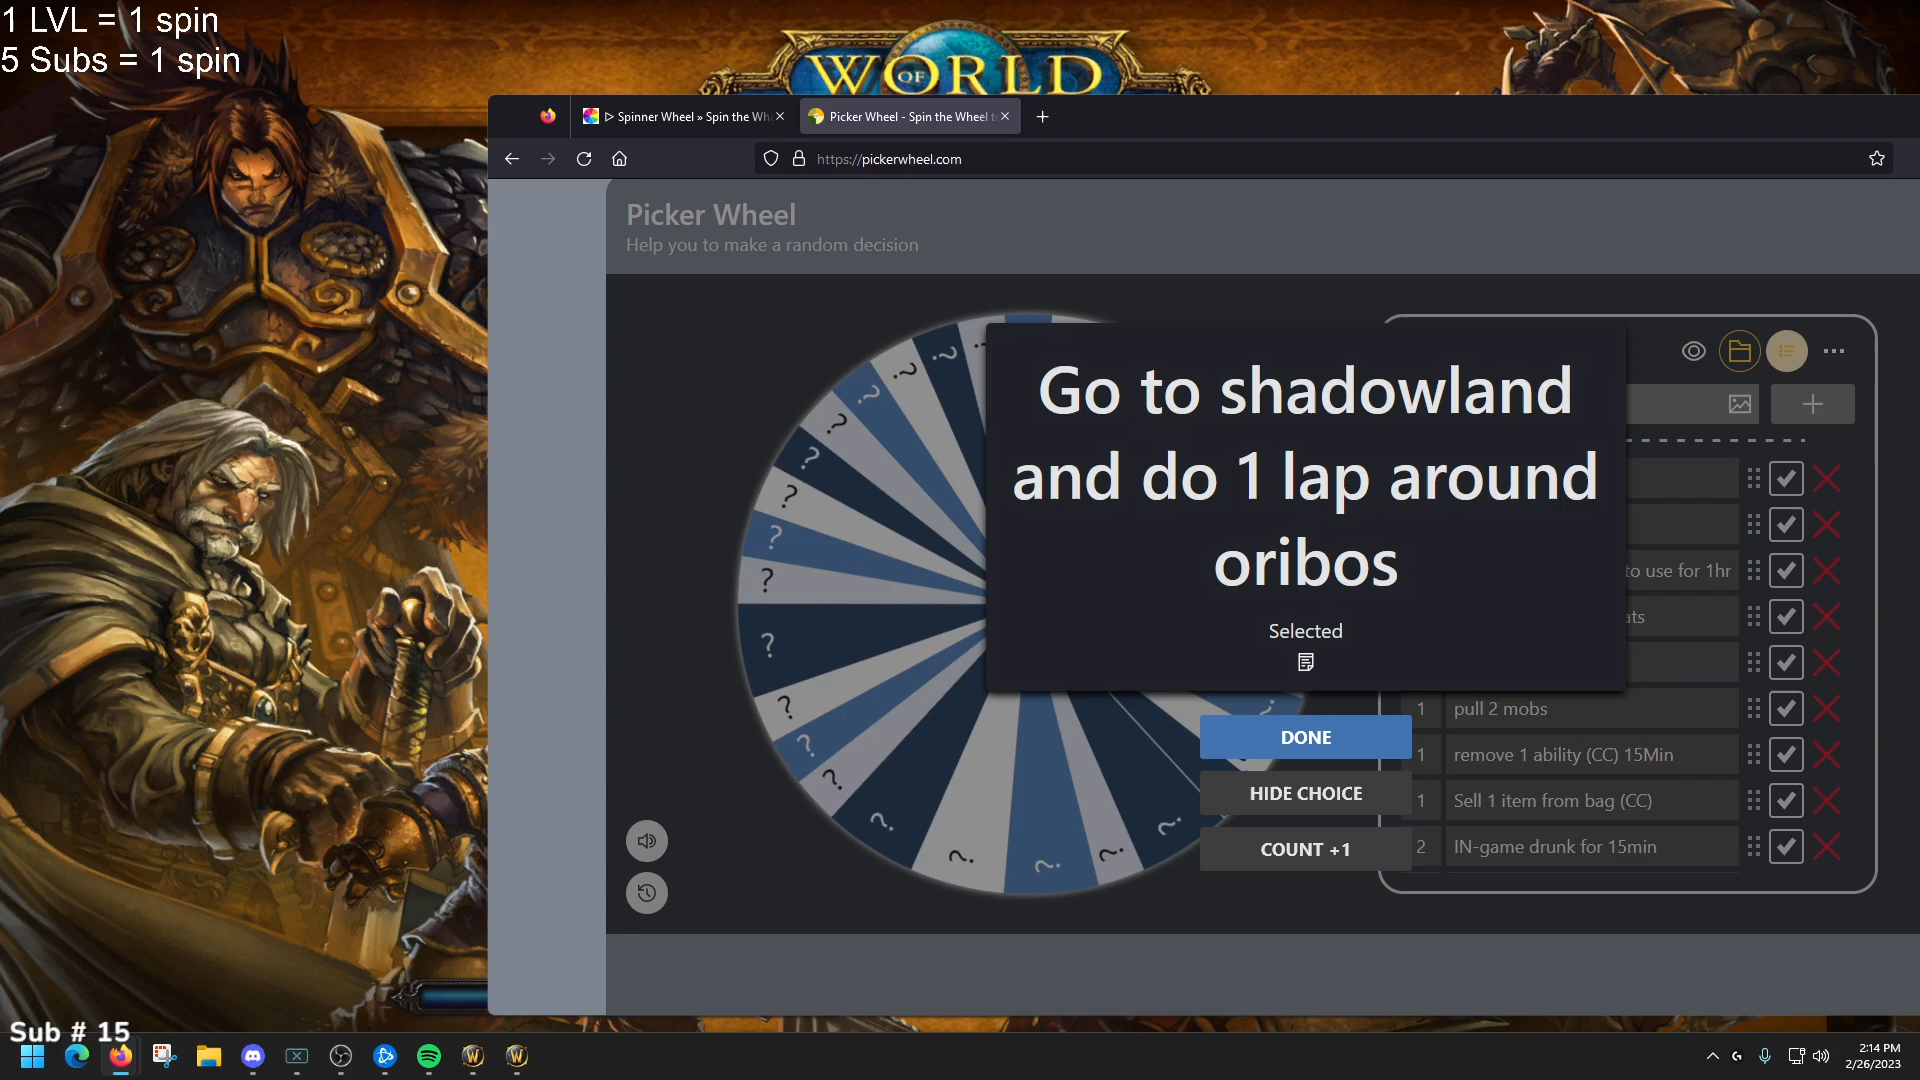 1 LVL = 1 spin
5 Subs = 1 spin
WORLD
OF
Spinner Wheel » Spin the Wh
Picker Wheel - Spin the Wheel t
https://pickerwheel.com
Picker Wheel
Help you to make a random decision
? ? ? ? ? ? ? ? ? ? ? ? ? ? ? ? ? ? ?
Go to shadowland
and do 1 lap around
oribos
Selected
to use for 1hr
ats
1 pull 2 mobs
DONE
1 remove 1 ability (CC) 15Min
HIDE CHOICE
1 Sell 1 item from bag (CC)
COUNT +1
2 IN-game drunk for 15min
Sub # 15
2:14 PM
2/26/2023